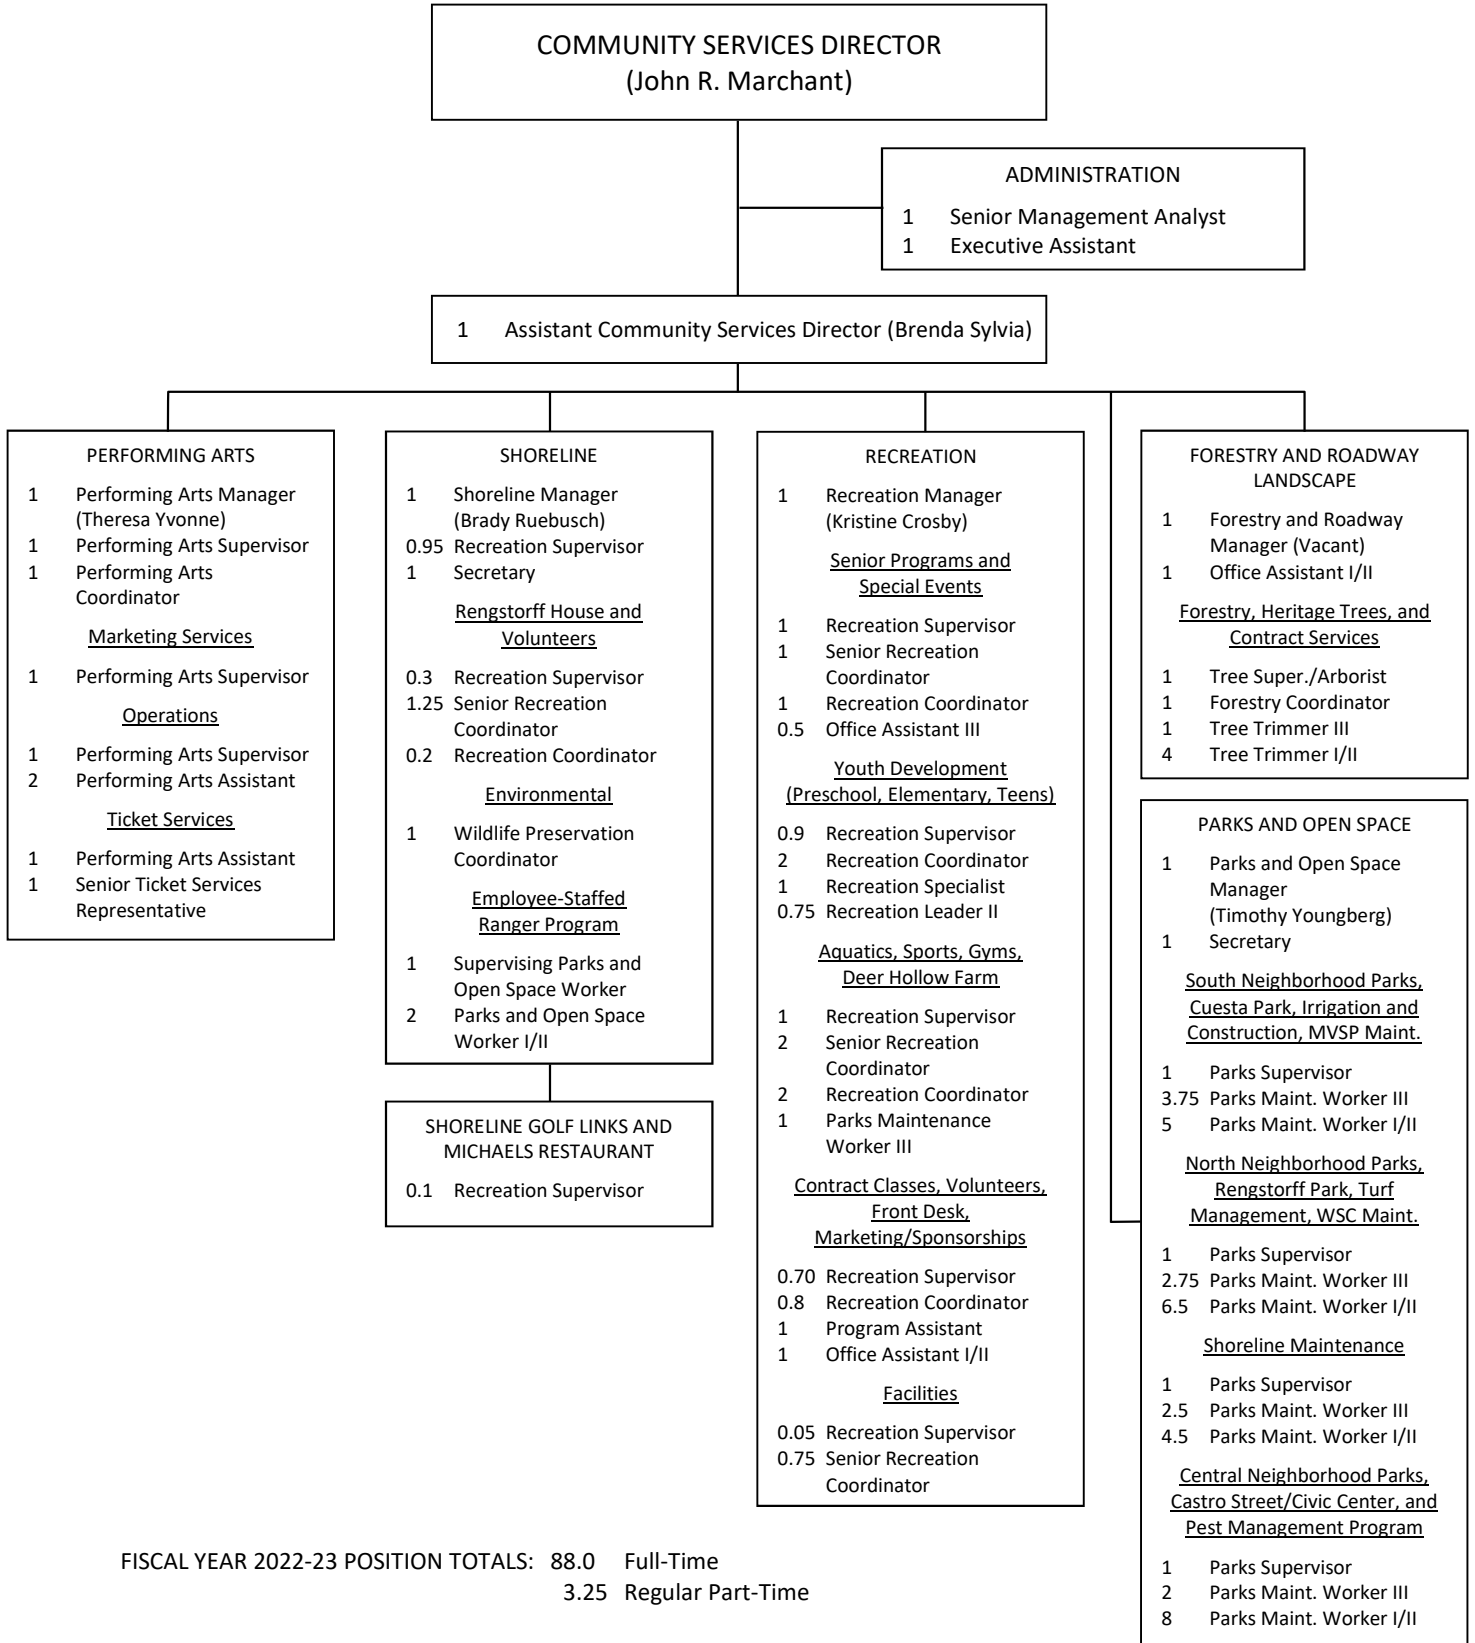 COMMUNITY SERVICES DIRECTOR
(John R. Marchant)
ADMINISTRATION
1 Senior Management Analyst
1 Executive Assistant
1 Assistant Community Services Director (Brenda Sylvia)
PERFORMING ARTS
1 Performing Arts Manager
(Theresa Yvonne)
1 Performing Arts Supervisor
1 Performing Arts
Coordinator
Marketing Services
1 Performing Arts Supervisor
Operations
1 Performing Arts Supervisor
2 Performing Arts Assistant
Ticket Services
1 Performing Arts Assistant
1 Senior Ticket Services
Representative
SHORELINE
1 Shoreline Manager
(Brady Ruebusch)
0.95 Recreation Supervisor
1 Secretary
Rengstorff House and
Volunteers
0.3 Recreation Supervisor
1.25 Senior Recreation
Coordinator
0.2 Recreation Coordinator
Environmental
1 Wildlife Preservation
Coordinator
Employee-Staffed
Ranger Program
1 Supervising Parks and
Open Space Worker
2 Parks and Open Space
Worker I/II
SHORELINE GOLF LINKS AND
MICHAELS RESTAURANT
0.1 Recreation Supervisor
RECREATION
1 Recreation Manager
(Kristine Crosby)
Senior Programs and
Special Events
1 Recreation Supervisor
1 Senior Recreation
Coordinator
1 Recreation Coordinator
0.5 Office Assistant III
Youth Development
(Preschool, Elementary, Teens)
0.9 Recreation Supervisor
2 Recreation Coordinator
1 Recreation Specialist
0.75 Recreation Leader II
Aquatics, Sports, Gyms,
Deer Hollow Farm
1 Recreation Supervisor
2 Senior Recreation
Coordinator
2 Recreation Coordinator
1 Parks Maintenance
Worker III
Contract Classes, Volunteers,
Front Desk,
Marketing/Sponsorships
0.70 Recreation Supervisor
0.8 Recreation Coordinator
1 Program Assistant
1 Office Assistant I/II
Facilities
0.05 Recreation Supervisor
0.75 Senior Recreation
Coordinator
FORESTRY AND ROADWAY
LANDSCAPE
1 Forestry and Roadway
Manager (Vacant)
1 Office Assistant I/II
Forestry, Heritage Trees, and
Contract Services
1 Tree Super./Arborist
1 Forestry Coordinator
1 Tree Trimmer III
4 Tree Trimmer I/II
PARKS AND OPEN SPACE
1 Parks and Open Space
Manager
(Timothy Youngberg)
1 Secretary
South Neighborhood Parks,
Cuesta Park, Irrigation and
Construction, MVSP Maint.
1 Parks Supervisor
3.75 Parks Maint. Worker III
5 Parks Maint. Worker I/II
North Neighborhood Parks,
Rengstorff Park, Turf
Management, WSC Maint.
1 Parks Supervisor
2.75 Parks Maint. Worker III
6.5 Parks Maint. Worker I/II
Shoreline Maintenance
1 Parks Supervisor
2.5 Parks Maint. Worker III
4.5 Parks Maint. Worker I/II
Central Neighborhood Parks,
Castro Street/Civic Center, and
Pest Management Program
1 Parks Supervisor
2 Parks Maint. Worker III
8 Parks Maint. Worker I/II
FISCAL YEAR 2022-23 POSITION TOTALS: 88.0 Full-Time
3.25 Regular Part-Time